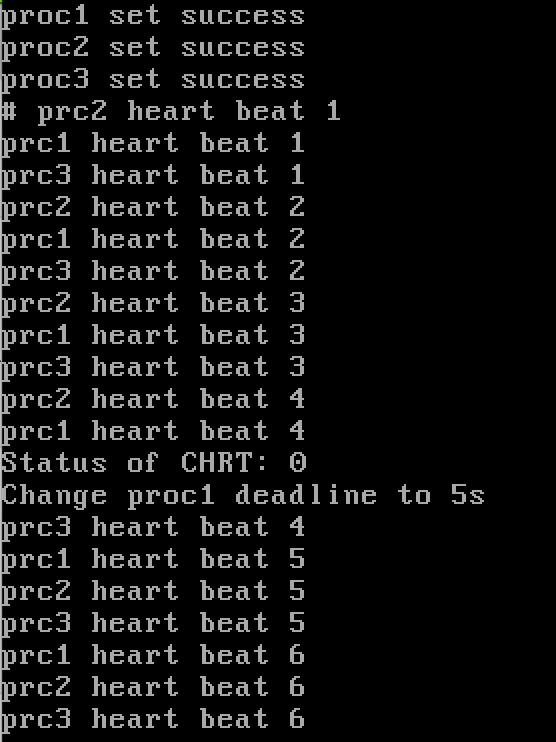 proc1 set success
proc2 set success
proc3 set success
# prc2 heart beat 1
prc1 heart beat 1
prc3 heart beat 1
prc2 heart beat 2
prc1 heart beat 2
prc3 heart beat 2
prc2 heart beat 3
prc1 heart beat 3
prc3 heart beat 3
prc2 heart beat 4
prc1 heart beat 4
Status of CHRT: 0
Change proc1 deadline to 5s
prc3 heart beat 4
prc1 heart beat 5
prc2 heart beat 5
prc3 heart beat 5
prc1 heart beat 6
prc2 heart beat 6
prc3 heart beat 6